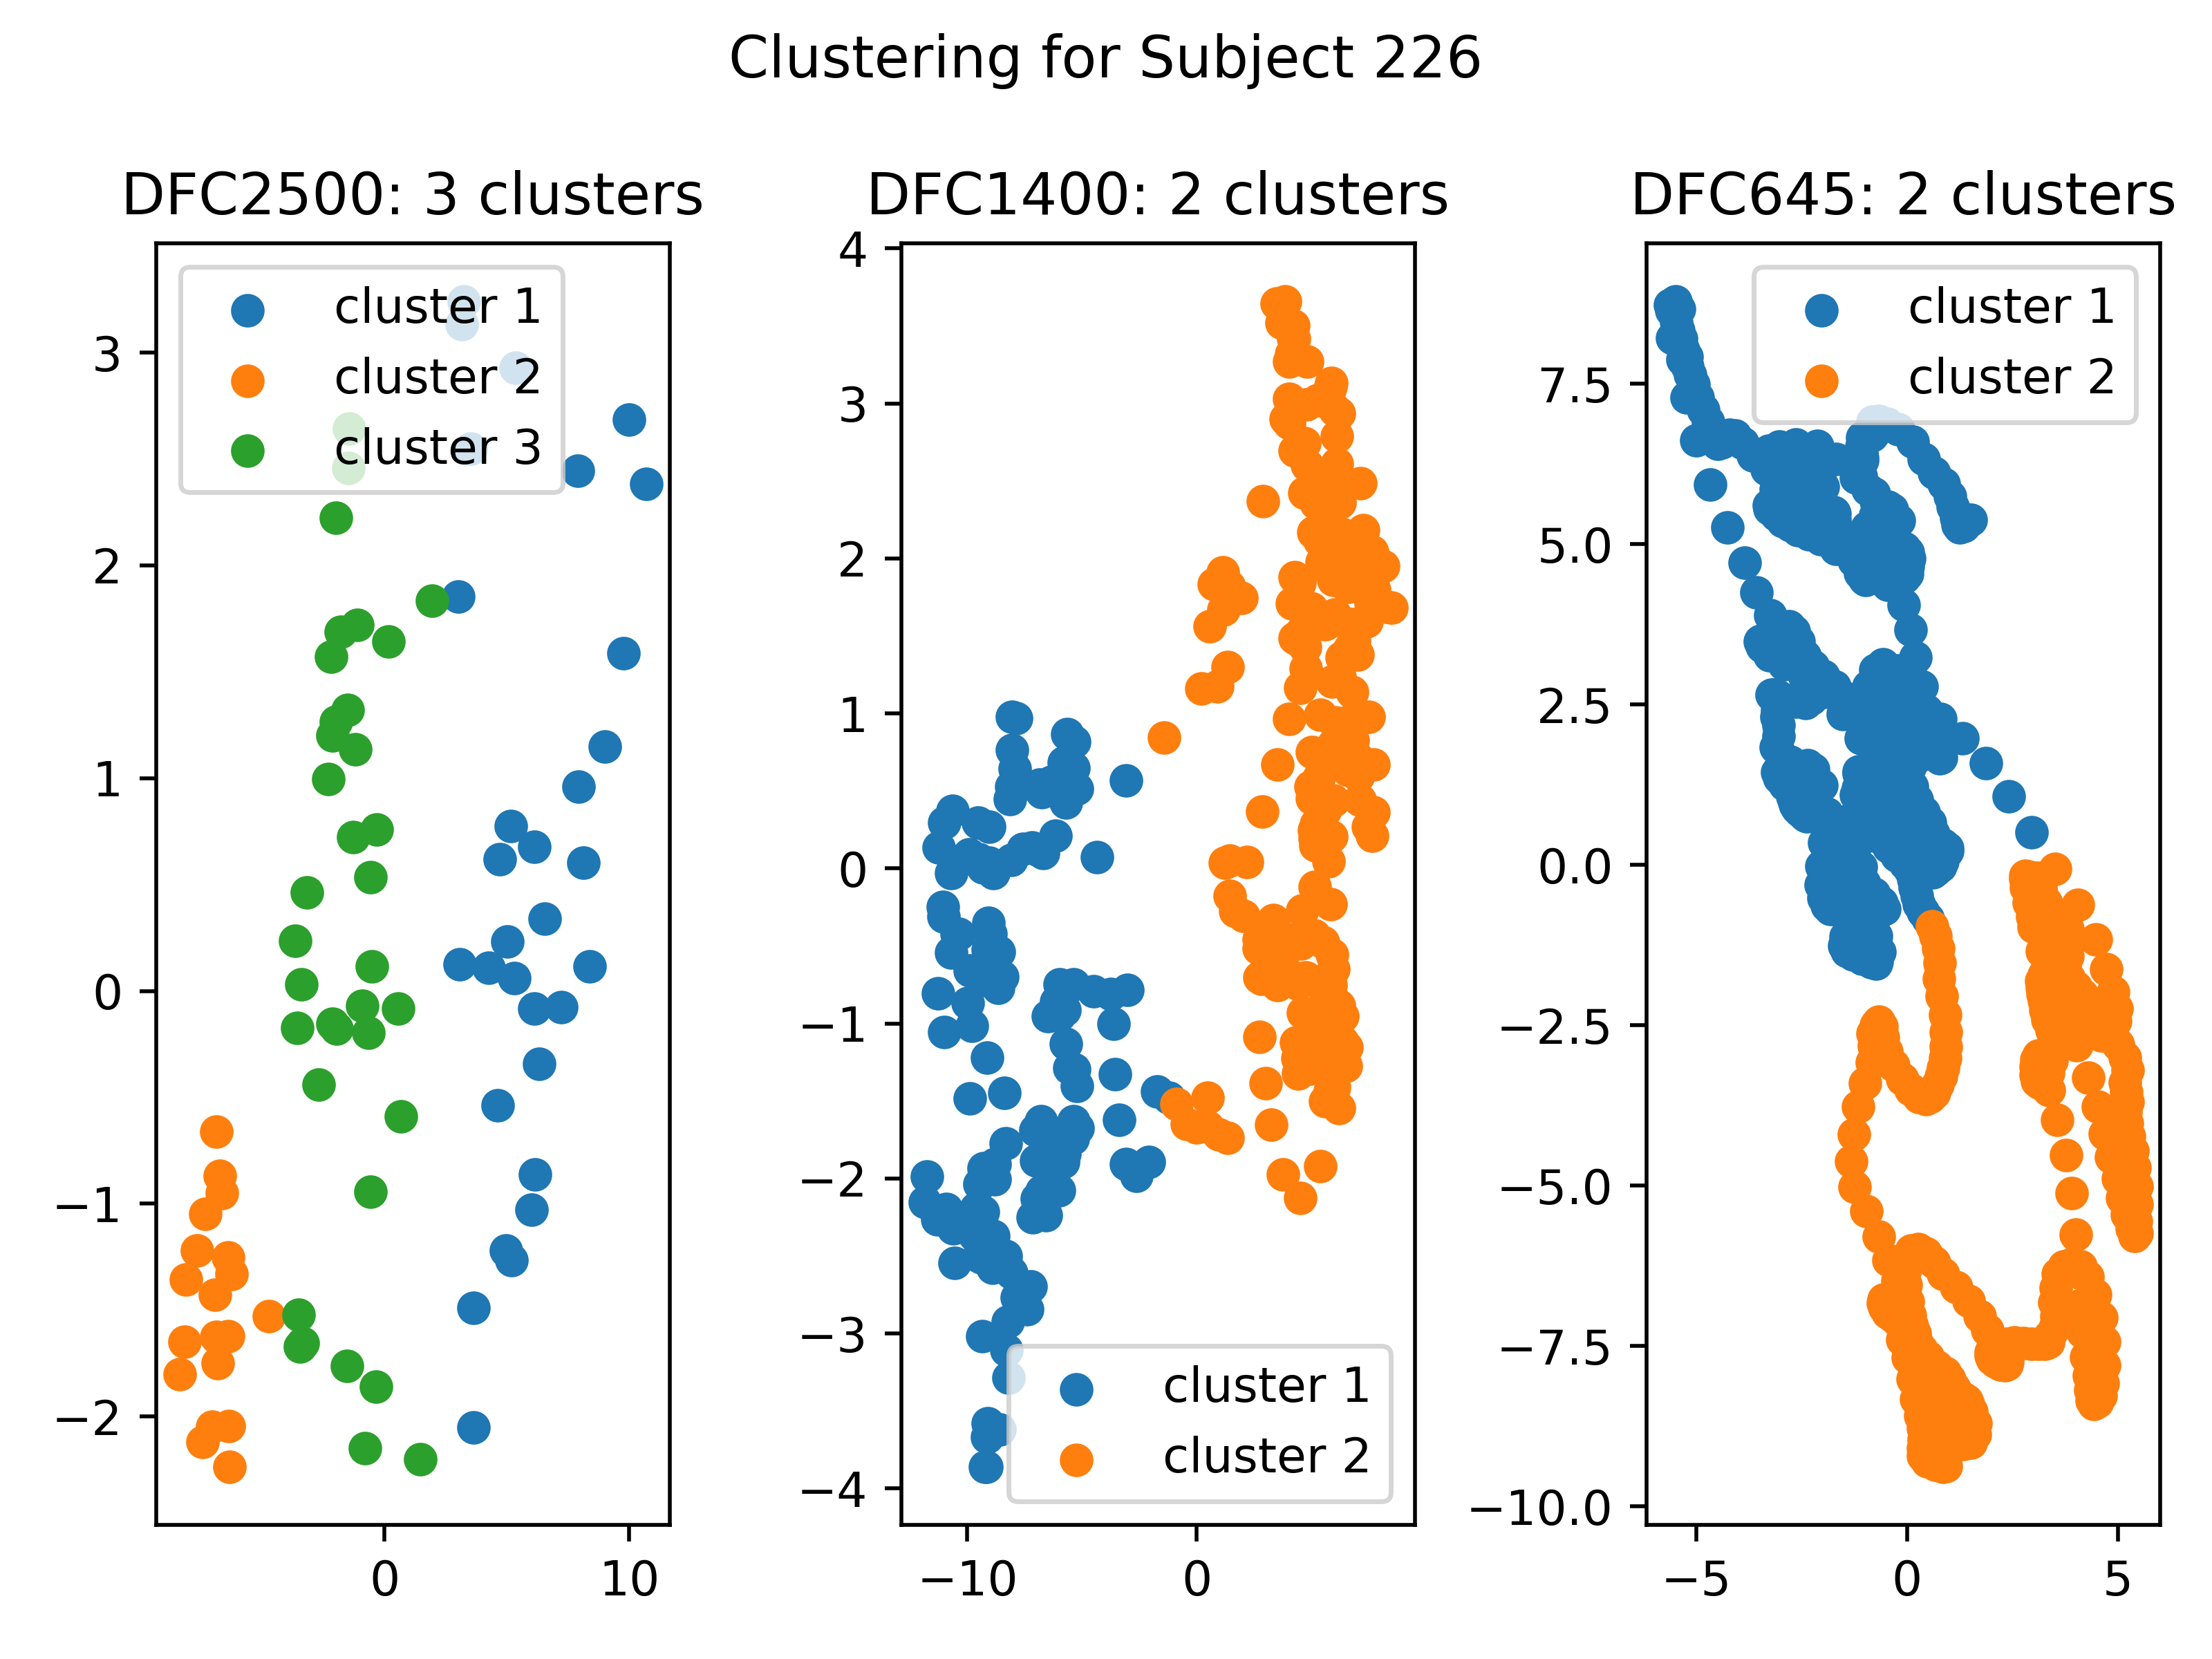 Clustering for Subject 226
DFC2500: 3 clusters
3
2
1
0
−1
−2
0 10
cluster 1
cluster 2
cluster 3
DFC1400: 2 clusters
4
3
2
1
0
−1
−2
−3
−4
−10 0
cluster 1
cluster 2
DFC645: 2 clusters
7.5
5.0
2.5
0.0
−2.5
−5.0
−7.5
−10.0
−5 0 5
cluster 1
cluster 2